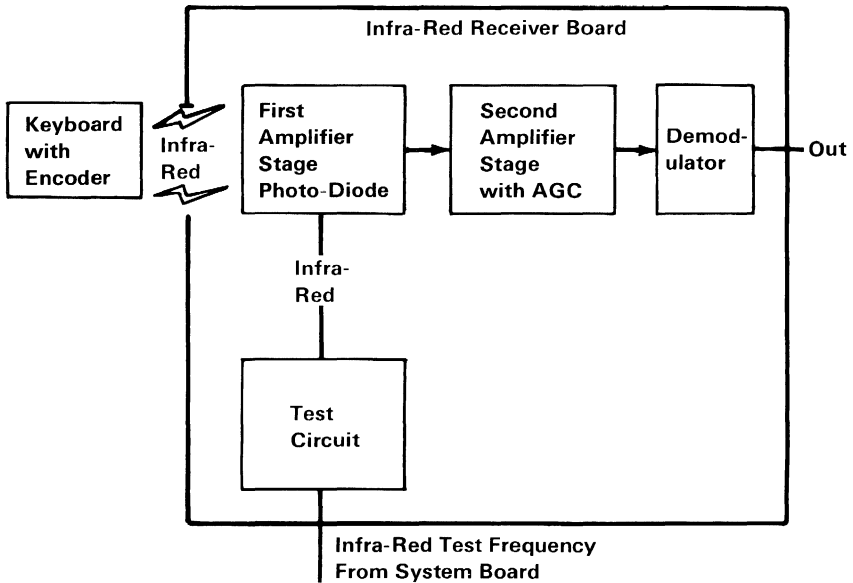 Infra-Red Receiver Board
Keyboard
with
Encoder
Infra-
Red
First
Amplifier
Stage
Photo-Diode
Second
Amplifier
Stage
with AGC
Demod-
ulator
Out
Infra-
Red
Test
Circuit
Infra-Red Test Frequency
From System Board